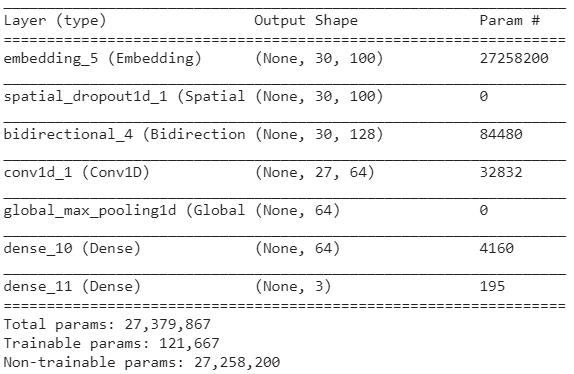 Layer (type) Output Shape Param #
=================================================================
embedding_5 (Embedding) (None, 30, 100) 27258200
_________________________________________________________________
spatial_dropout1d_1 (Spatial (None, 30, 100) 0
_________________________________________________________________
bidirectional_4 (Bidirection (None, 30, 128) 84480
_________________________________________________________________
conv1d_1 (Conv1D) (None, 27, 64) 32832
_________________________________________________________________
global_max_pooling1d (Global (None, 64) 0
_________________________________________________________________
dense_10 (Dense) (None, 64) 4160
_________________________________________________________________
dense_11 (Dense) (None, 3) 195
=================================================================
Total params: 27,379,867
Trainable params: 121,667
Non-trainable params: 27,258,200